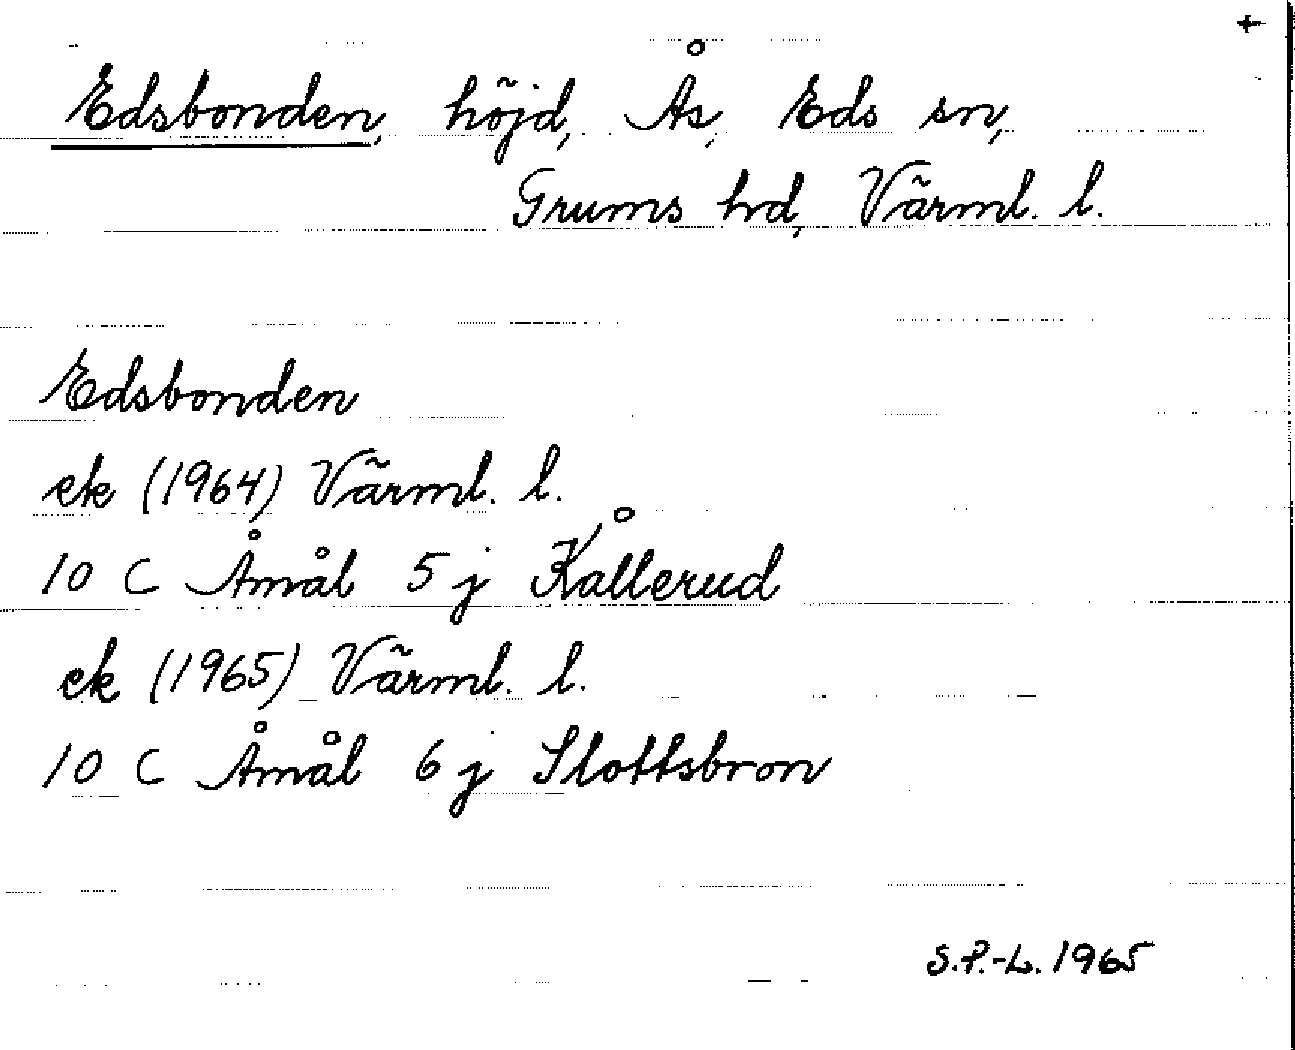 +
Edsbonden, höjd, Ås, Eds sn,
Grums hd, Värml. l.
Edsbonden
ek (1964) Värml. l.
10 C Åmål 5 j Kållerud
ek (1965) Värml. l.
10 C Åmål 6 j Slottsbron
S.P.-L. 1965